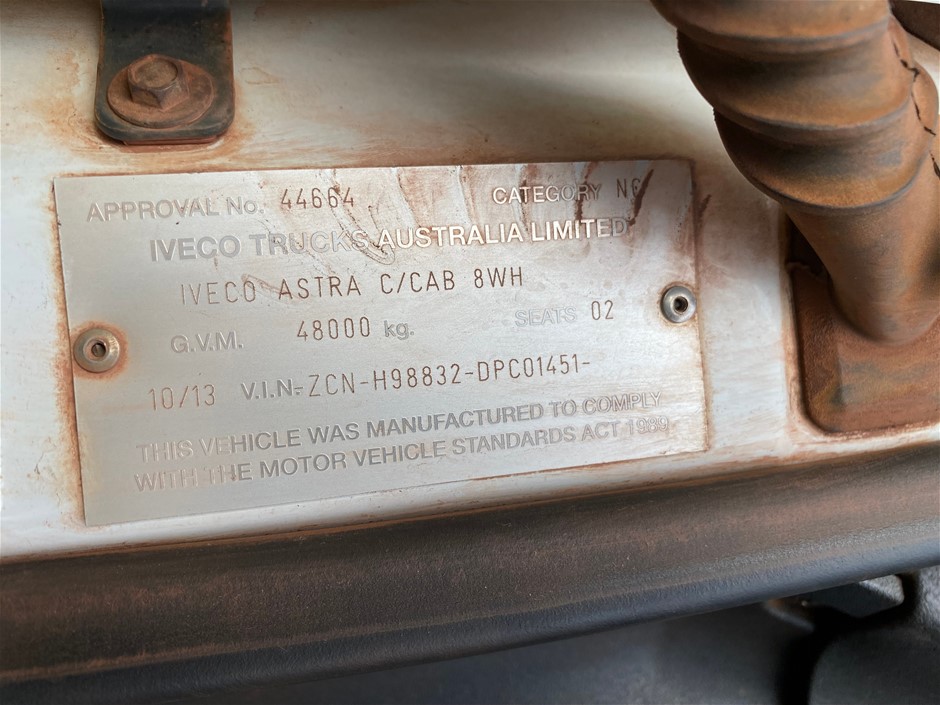 APPROVAL No. 44664 CATEGORY NC
IVECO TRUCKS AUSTRALIA LIMITED
IVECO ASTRA C/CAB 8WH
G.V.M. 48000 kg. SEATS 02
10/13 V.I.N-ZCN-H98832-DPC01451-
THIS VEHICLE WAS MANUFACTURED TO COMPLY
WITH THE MOTOR VEHICLE STANDARDS ACT 1989